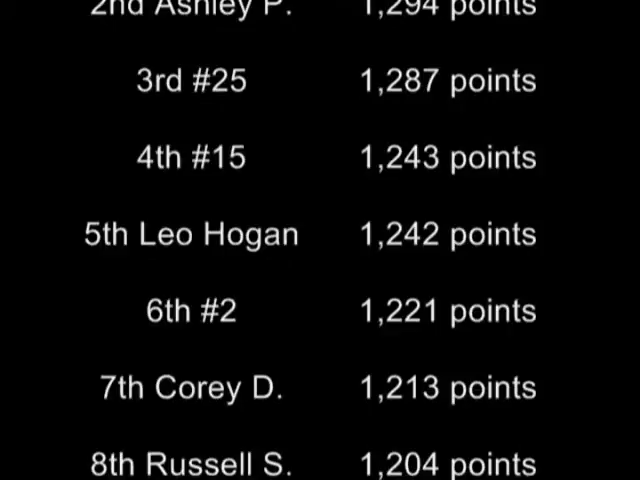 2nd Ashley P. 1,294 points
3rd #25 1,287 points
4th #15 1,243 points
5th Leo Hogan 1,242 points
6th #2 1,221 points
7th Corey D. 1,213 points
8th Russell S. 1,204 points